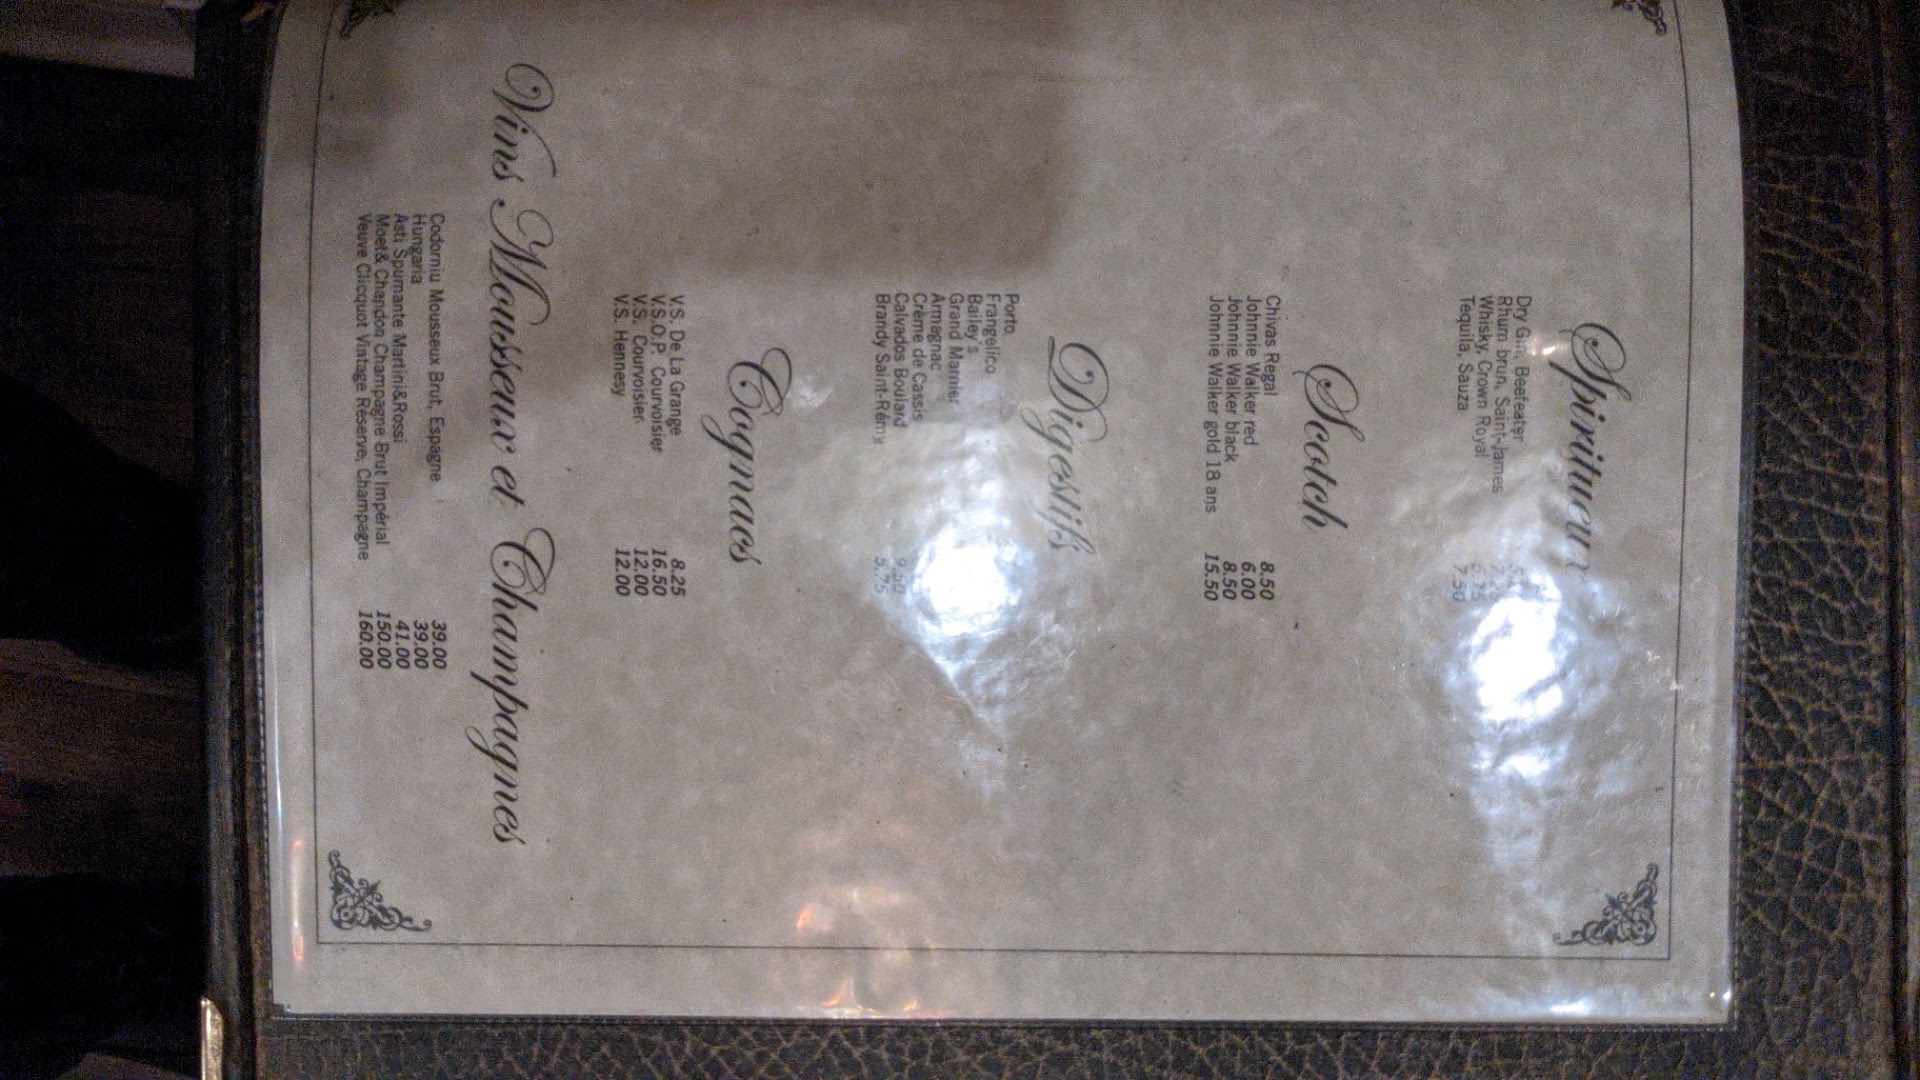 Spiritueux
Dry Gin, Beefeater
Rhum brun, Saint-James
Whisky, Crown Royal
Tequila, Sauza 7.50
Scotch
Chivas Regal 8.50
Johnie Walker red 6.00
Johnnie Walker black 8.50
Johnnie Walker gold 18 ans 15.50
Digestifs
Porto
Frangelico
Bailey's
Grand Marnier
Armagnac
Crème de Cassis
Calvados Boulard 9.50
Brandy Saint-Rémy 5.75
Cognacs
V.S. De La Grange 8.25
V.S.O.P. Courvoisier 16.50
V.S. Courvoisier 12.00
V.S. Hennesy 12.00
Vins Mousseux et Champagnes
Codorniu Mousseux Brut, Espagne 39.00
Hungaria 39.00
Asti Spumante Martini&Rossi 41.00
Moet& Chandon Champagne Brut Impérial 150.00
Veuve Clicquot Vintage Réserve, Champagne 160.00